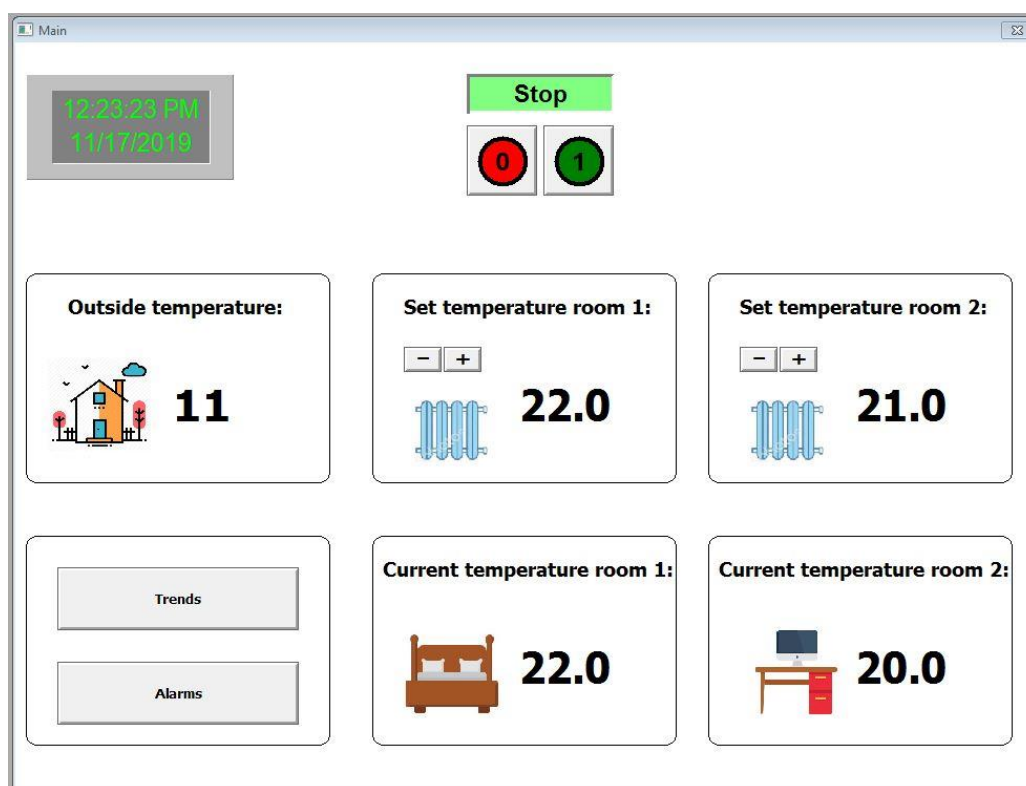 Main
12:23:23 PM
11/17/2019
Stop
0 1
Outside temperature:
11
Set temperature room 1:
- +
22.0
Set temperature room 2:
- +
21.0
Trends
Alarms
Current temperature room 1:
22.0
Current temperature room 2:
20.0